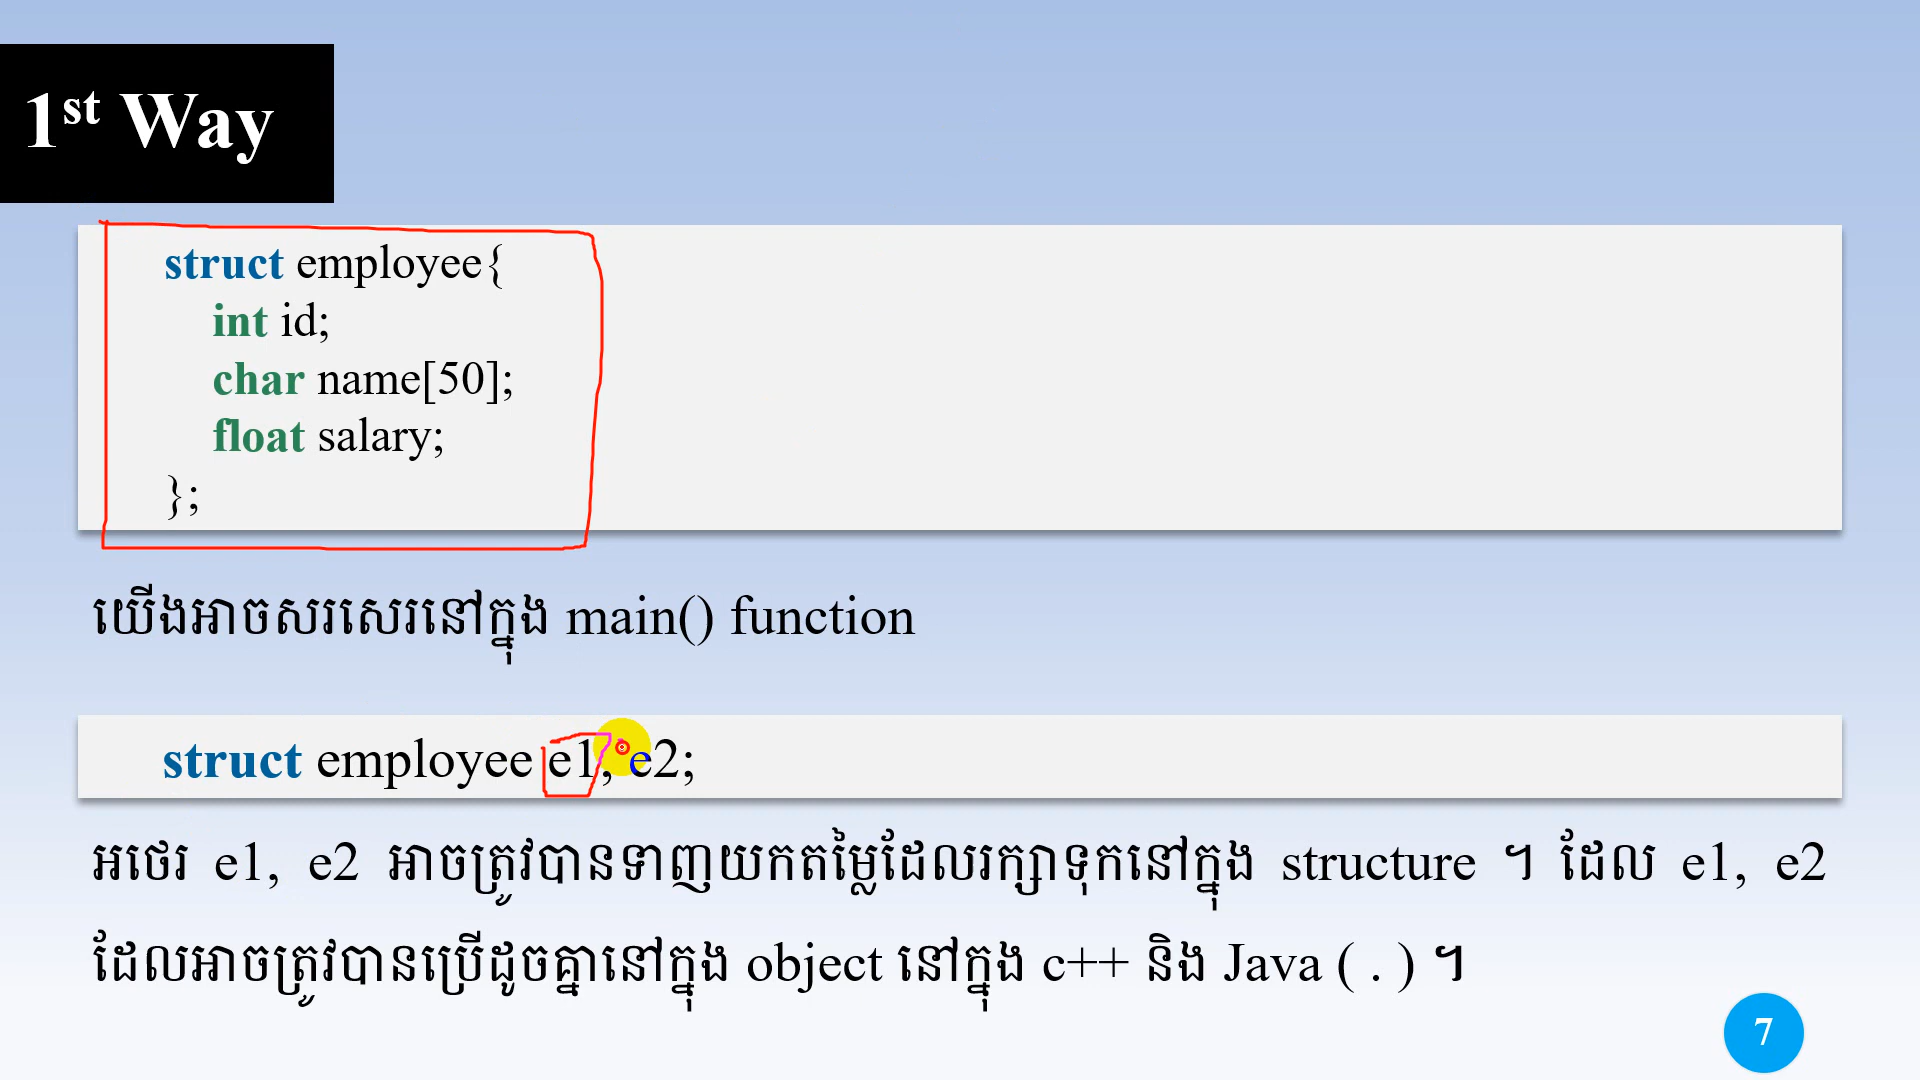 1st Way
struct employee{
int id;
char name[50];
float salary;
};
យើងអាចសរសេរនៅក្នុង main() function
struct employee e1, e2;
អថេរ e1, e2 អាចត្រូវបានទាញយកតម្លៃដែលរក្សាទុកនៅក្នុង structure ។ ដែល e1, e2
ដែលអាចត្រូវបានប្រើដូចគ្នានៅក្នុង object នៅក្នុង c++ និង Java ( . ) ។
7